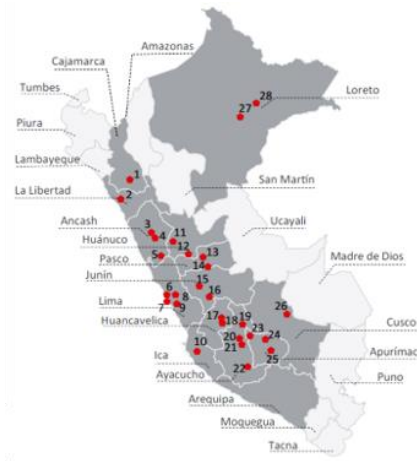 Amazonas
Cajamarca
Tumbes
Piura
Lambayeque
La Libertad
Ancash
Huánuco
Pasco
Junín
Lima
Huancavelica
Ica
Ayacucho
Arequipa
Moquegua
Tacna
Loreto
San Martín
Ucayali
Madre de Dios
Cusco
Apurímac
Puno
1
2
3
4
5
6
7
8
9
10
11
12
13
14
15
16
17
18
19
20
21
22
23
24
25
26
27
28